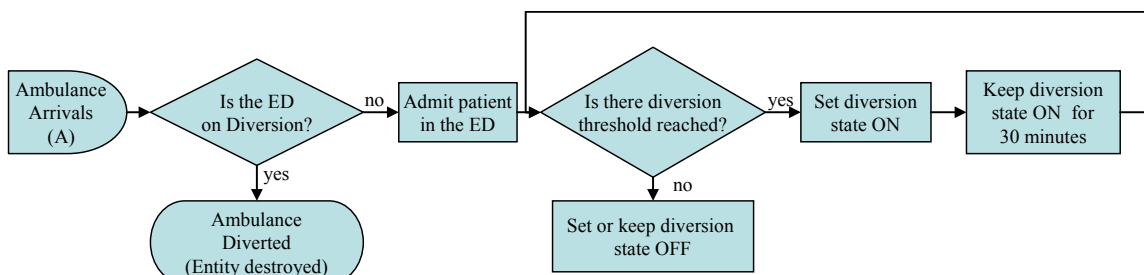 Ambulance
Arrivals
(A)
Is the ED
on Diversion?
no
yes
Ambulance
Diverted
(Entity destroyed)
Admit patient
in the ED
Is there diversion
threshold reached?
yes
no
Set or keep diversion
state OFF
Set diversion
state ON
Keep diversion
state ON for
30 minutes